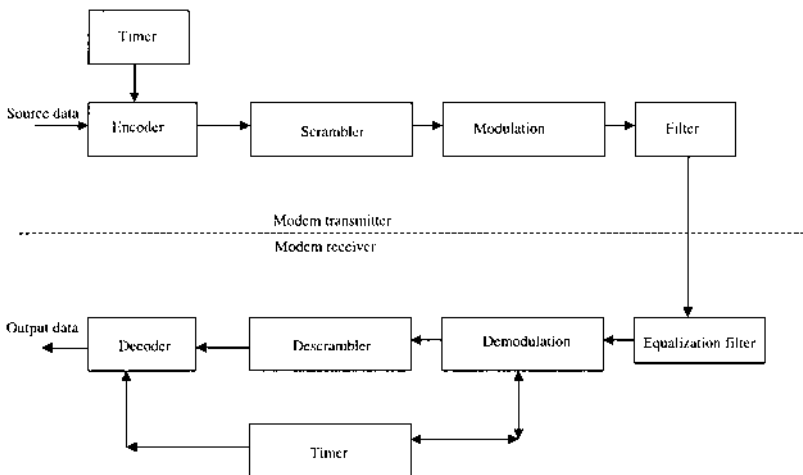 Timer
Source data
Encoder
Scrambler
Modulation
Filter
Modem transmitter
Modem receiver
Output data
Decoder
Descrambler
Demodulation
Equalization filter
Timer